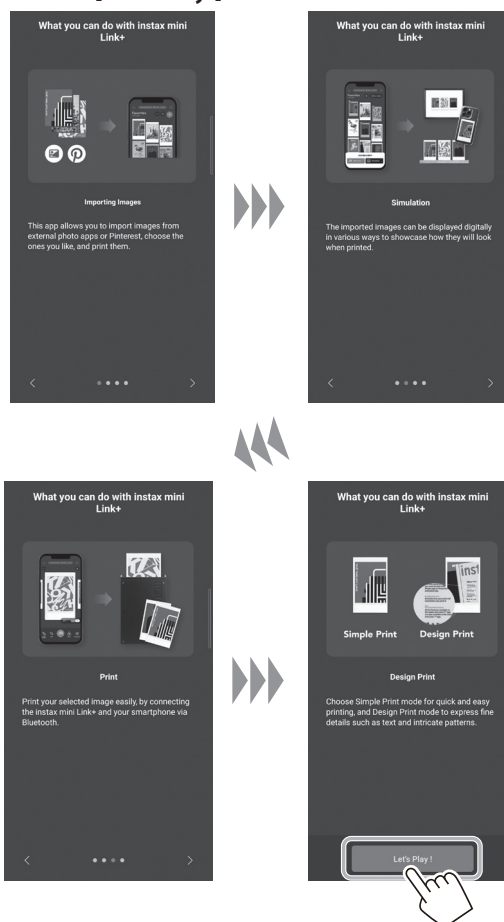 What you can do with instax mini
Link+
Importing Images
This app allows you to import images from
external photo apps or Pinterest, choose the
ones you like, and print them.
What you can do with instax mini
Link+
Simulation
The imported images can be displayed digitally
in various ways to showcase how they will look
when printed.
What you can do with instax mini
Link+
Print
Print your selected image easily, by connecting
the instax mini Link+ and your smartphone via
Bluetooth.
What you can do with instax mini
Link+
Simple Print
Design Print
Design Print
Choose Simple Print mode for quick and easy
printing, and Design Print mode to express fine
details such as text and intricate patterns.
Let's Play !